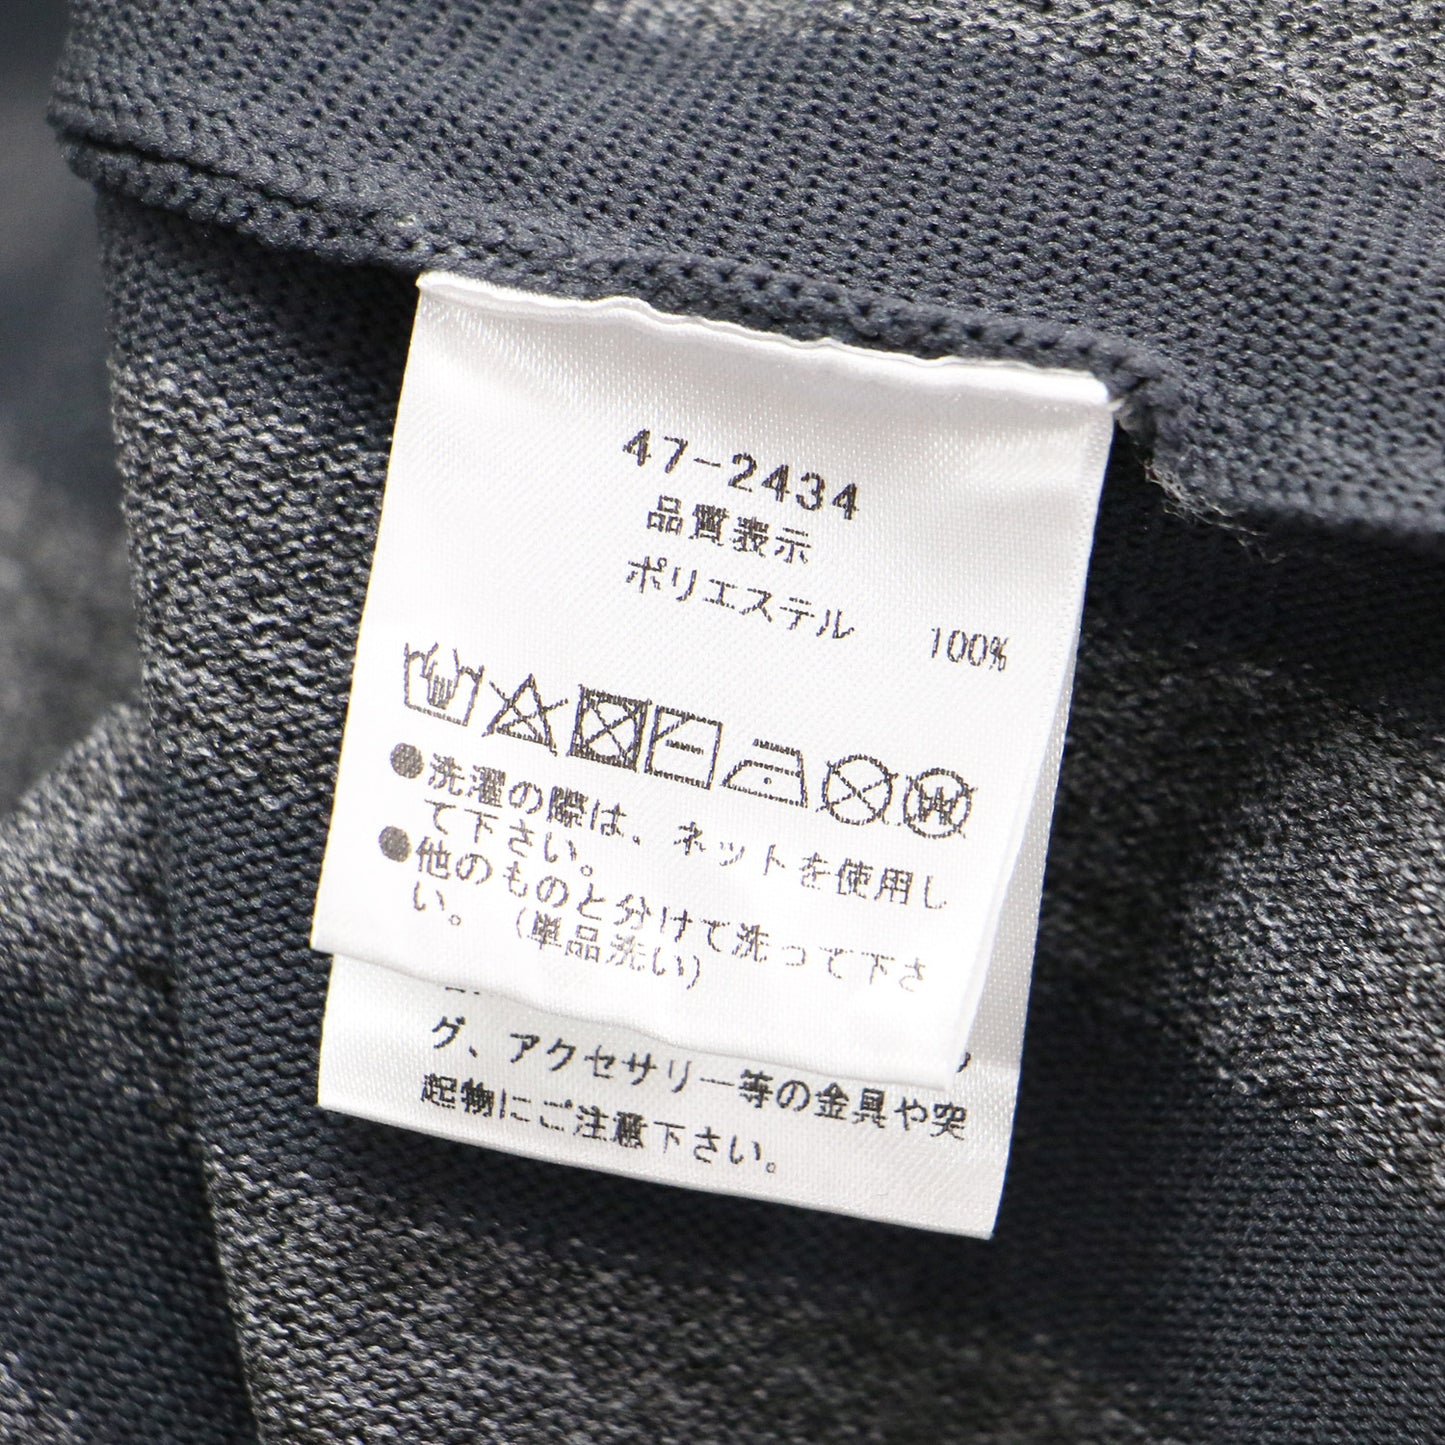 47-2434
品質表示
ポリエステル 100%
●洗濯の際は、ネットを使用し
て下さい。
●他のものと分けて洗って下さ
い。(単品洗い)
グ、アクセサリー等の金具や突
起物にご注意下さい。